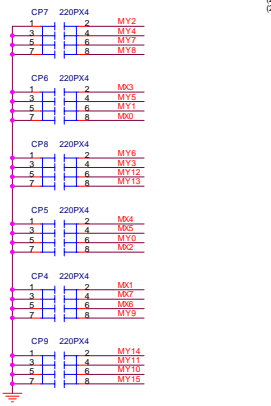 CP7 220PX4
1 2 MY2
3 4 MY4
5 6 MY7
7 8 MY8
CP6 220PX4
1 2 MX3
3 4 MY5
5 6 MY1
7 8 MX0
CP8 220PX4
1 2 MY6
3 4 MY3
5 6 MY12
7 8 MY13
CP5 220PX4
1 2 MX4
3 4 MX5
5 6 MY0
7 8 MX2
CP4 220PX4
1 2 MX1
3 4 MX7
5 6 MX6
7 8 MY9
CP9 220PX4
1 2 MY14
3 4 MY11
5 6 MY10
7 8 MY15